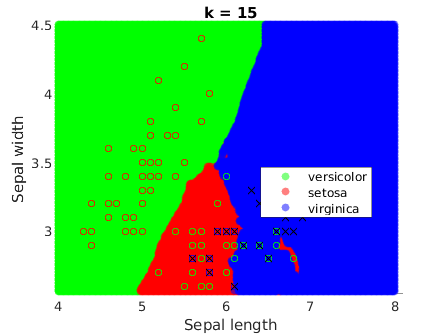 k = 15
4.5
4
3.5
3
Sepal width
versicolor
setosa
virginica
4
5
6
7
8
Sepal length